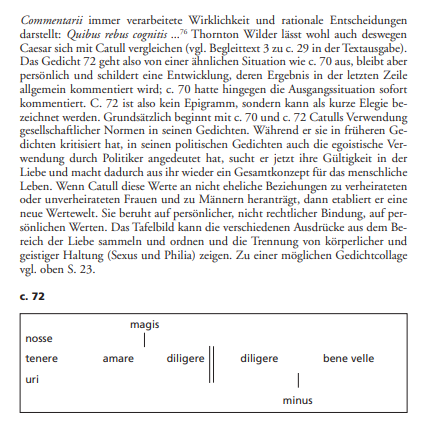 Commentarii immer verarbeitete Wirklichkeit und rationale Entscheidungen
darstellt: Quibus rebus cognitis ...⁷⁶ Thornton Wilder lässt wohl auch deswegen
Caesar sich mit Catull vergleichen (vgl. Begleittext 3 zu c. 29 in der Textausgabe).
Das Gedicht 72 geht also von einer ähnlichen Situation wie c. 70 aus, bleibt aber
persönlich und schildert eine Entwicklung, deren Ergebnis in der letzten Zeile
allgemein kommentiert wird; c. 70 hatte hingegen die Ausgangssituation sofort
kommentiert. C. 72 ist also kein Epigramm, sondern kann als kurze Elegie be-
zeichnet werden. Grundsätzlich beginnt mit c. 70 und c. 72 Catulls Verwendung
gesellschaftlicher Normen in seinen Gedichten. Während er sie in früheren Ge-
dichten kritisiert hat, in seinen politischen Gedichten auch die egoistische Ver-
wendung durch Politiker angedeutet hat, sucht er jetzt ihre Gültigkeit in der
Liebe und macht dadurch aus ihr wieder ein Gesamtkonzept für das menschliche
Leben. Wenn Catull diese Werte an nicht eheliche Beziehungen zu verheirateten
oder unverheirateten Frauen und zu Männern heranträgt, dann etabliert er eine
neue Wertewelt. Sie beruht auf persönlicher, nicht rechtlicher Bindung, auf per-
sönlichen Werten. Das Tafelbild kann die verschiedenen Ausdrücke aus dem Be-
reich der Liebe sammeln und ordnen und die Trennung von körperlicher und
geistiger Haltung (Sexus und Philia) zeigen. Zu einer möglichen Gedichtcollage
vgl. oben S. 23.
c. 72
magis
nosse
tenere amare diligere diligere bene velle
uri
minus